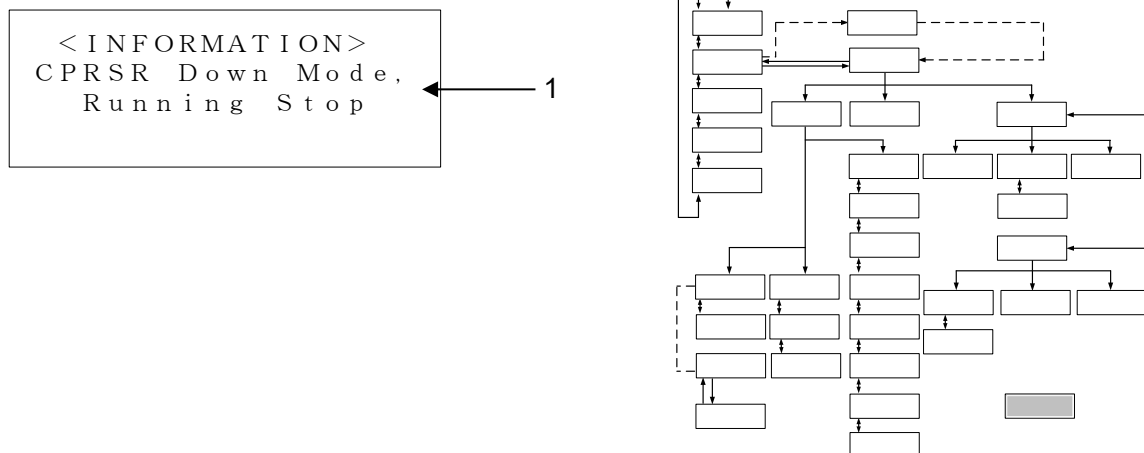 <INFORMATION>
CPRSR Down Mode,
Running Stop
1